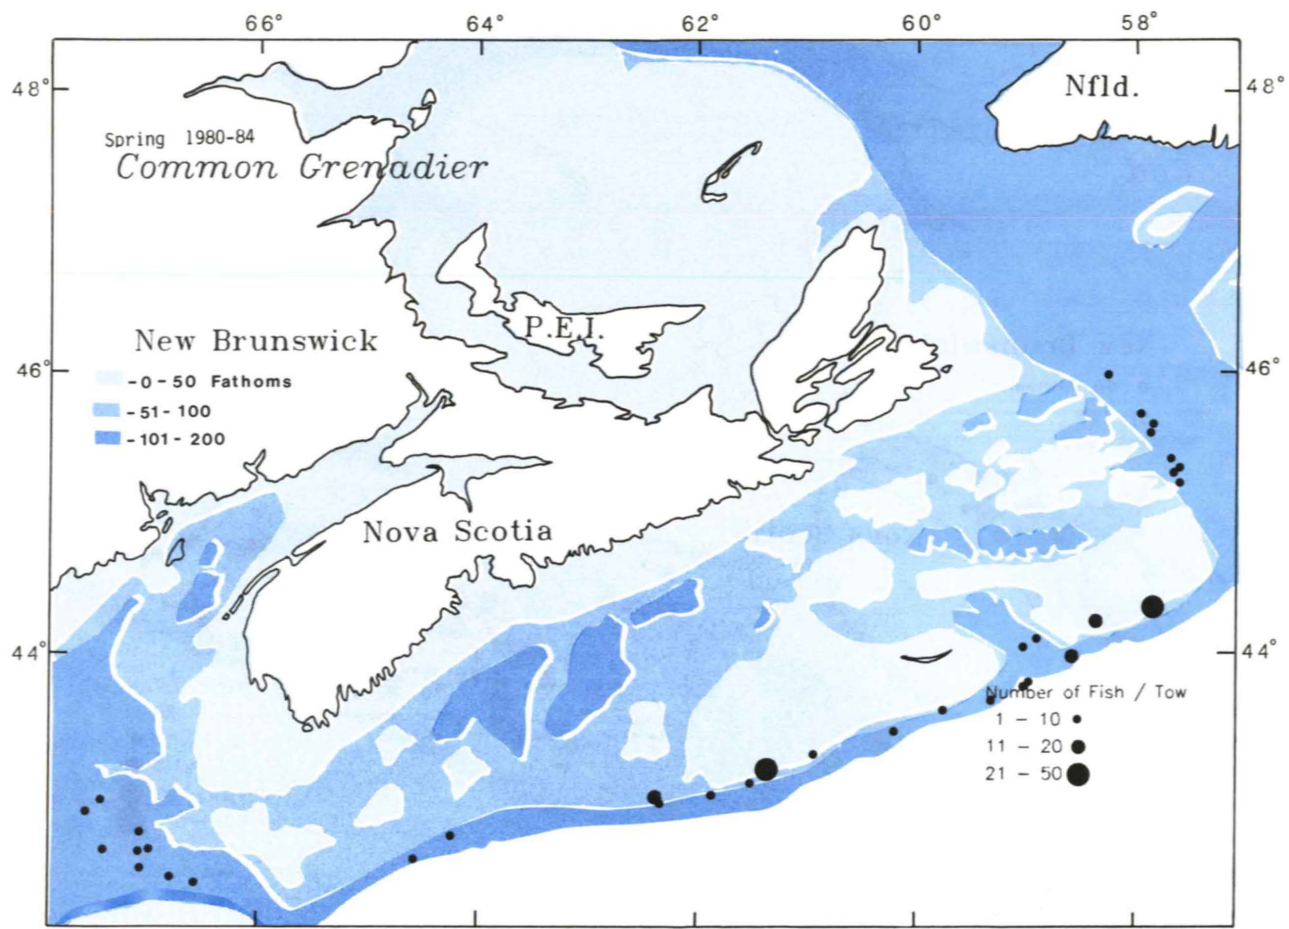 66° 64° 62° 60° 58°
48° 48°
Nfld.
Spring 1980-84
Common Grenadier
P.E.I.
New Brunswick
46° 46°
-0-50 Fathoms
-51-100
-101-200
Nova Scotia
44° 44°
Number of Fish / Tow
1 - 10
11 - 20
21 - 50